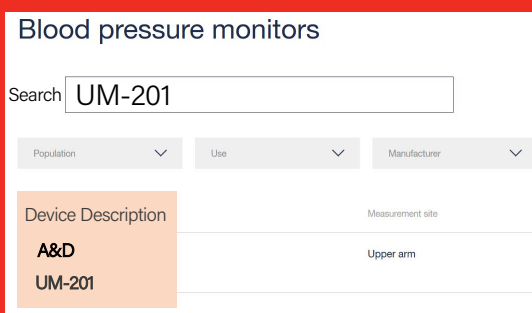 Blood pressure monitors
Search UM-201
Population Use Manufacturer
Device Description Measurement site
A&D Upper arm
UM-201